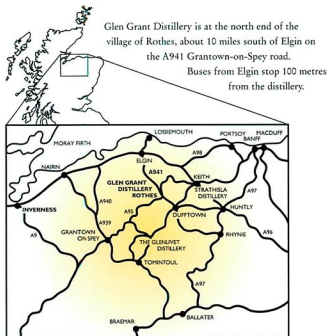 Glen Grant Distillery is at the north end of the
village of Rothes, about 10 miles south of Elgin on
the A941 Grantown-on-Spey road.
Buses from Elgin stop 100 metres
from the distillery.
LOSSIEMOUTH
PORTSOY
MACDUFF
BANFF
MORAY FIRTH
A98
ELGIN
NAIRN
A941
KEITH
GLEN GRANT
DISTILLERY
ROTHES
STRATHISLA
DISTILLERY
A97
A940
INVERNESS
A95
HUNTLY
DUFFTOWN
A939
A9
GRANTOWN
ON SPEY
RHYNIE
A96
THE GLENLIVET
DISTILLERY
TOMINTOUL
A97
BALLATER
BRAEMAR